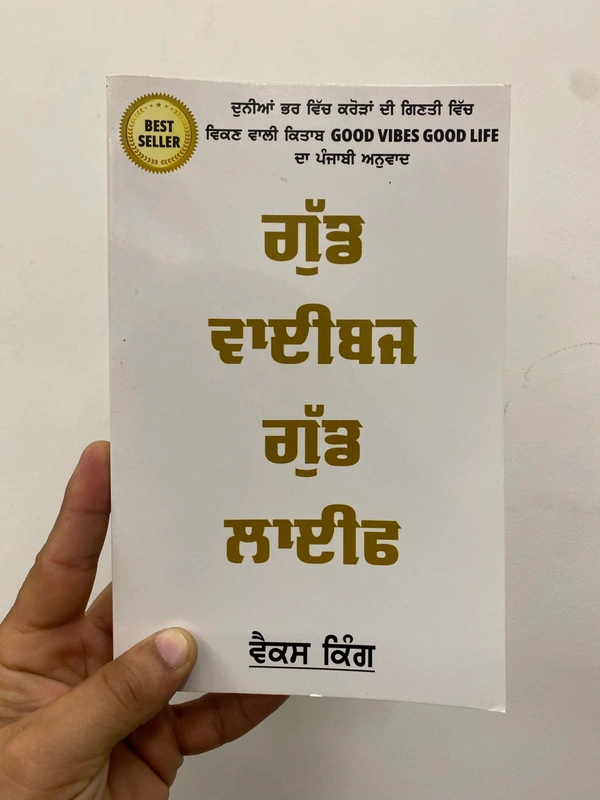 BEST
SELLER
ਦੁਨੀਆਂ ਭਰ ਵਿੱਚ ਕਰੋੜਾਂ ਦੀ ਗਿਣਤੀ ਵਿੱਚ
ਵਿਕਣ ਵਾਲੀ ਕਿਤਾਬ GOOD VIBES GOOD LIFE
ਦਾ ਪੰਜਾਬੀ ਅਨੁਵਾਦ
ਗੁੱਡ
ਵਾਈਬਜ
ਗੁੱਡ
ਲਾਈਫ
ਵੈਕਸ ਕਿੰਗ